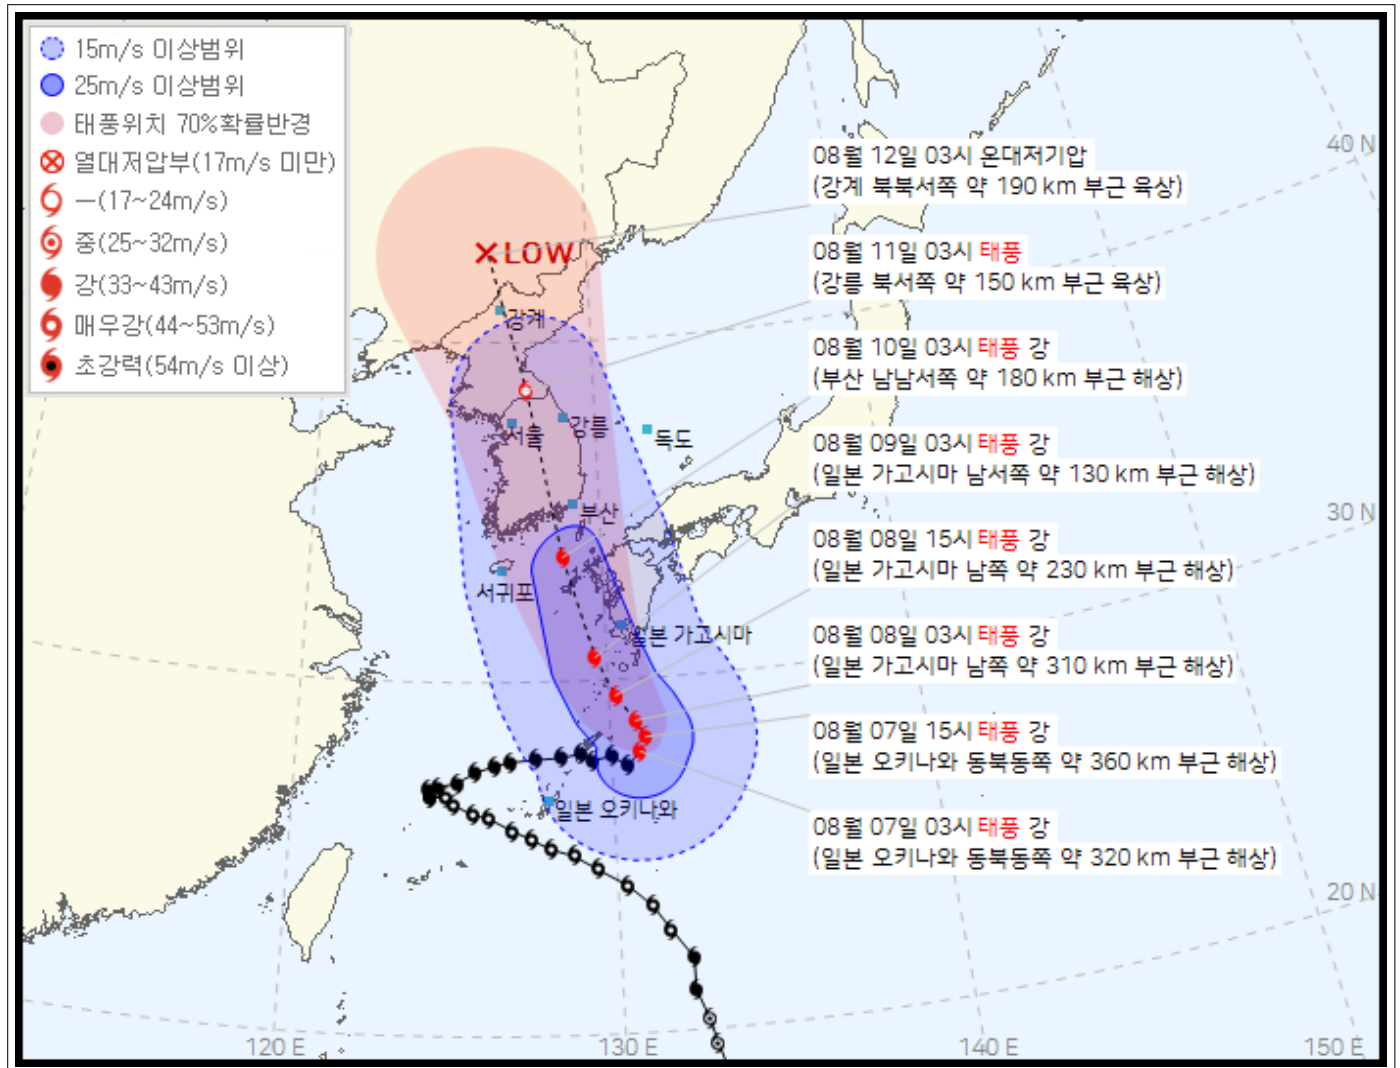 15m/s 이상범위
25m/s 이상범위
태풍위치 70%확률반경
열대저압부(17m/s 미만)
―(17~24m/s)
중(25~32m/s)
강(33~43m/s)
매우강(44~53m/s)
초강력(54m/s 이상)
08월 12일 03시 온대저기압
(강계 북북서쪽 약 190 km 부근 육상)
08월 11일 03시 태풍
(강릉 북서쪽 약 150 km 부근 육상)
08월 10일 03시 태풍 강
(부산 남남서쪽 약 180 km 부근 해상)
08월 09일 03시 태풍 강
(일본 가고시마 남서쪽 약 130 km 부근 해상)
08월 08일 15시 태풍 강
(일본 가고시마 남쪽 약 230 km 부근 해상)
08월 08일 03시 태풍 강
(일본 가고시마 남쪽 약 310 km 부근 해상)
08월 07일 15시 태풍 강
(일본 오키나와 동북동쪽 약 360 km 부근 해상)
08월 07일 03시 태풍 강
(일본 오키나와 동북동쪽 약 320 km 부근 해상)
LOW
강계
서울
강릉
독도
부산
서귀포
일본 가고시마
일본 오키나와
40 N
30 N
20 N
120 E
130 E
140 E
150 E